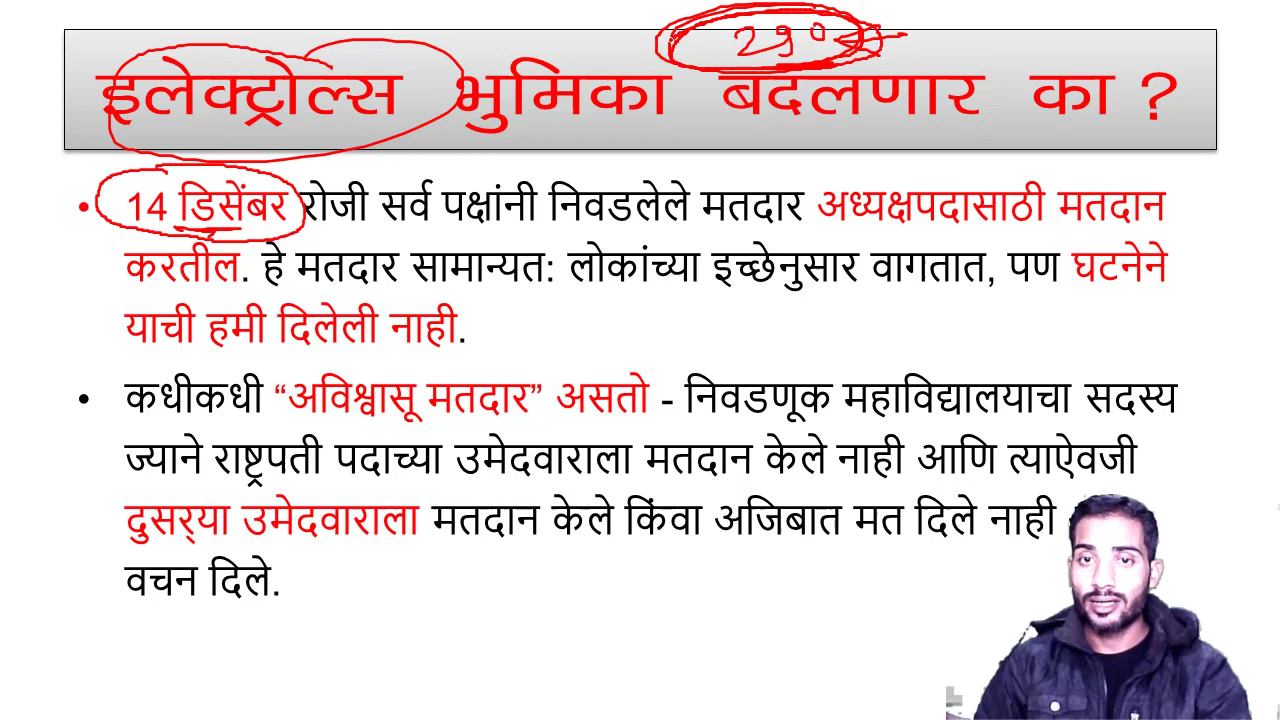 290
इलेक्ट्रोल्स भुमिका बदलणार का ?
• 14 डिसेंबर रोजी सर्व पक्षांनी निवडलेले मतदार अध्यक्षपदासाठी मतदान
करतील. हे मतदार सामान्यत: लोकांच्या इच्छेनुसार वागतात, पण घटनेने
याची हमी दिलेली नाही.
• कधीकधी “अविश्वासू मतदार” असतो - निवडणूक महाविद्यालयाचा सदस्य
ज्याने राष्ट्रपती पदाच्या उमेदवाराला मतदान केले नाही आणि त्याऐवजी
दुसर्‍या उमेदवाराला मतदान केले किंवा अजिबात मत दिले नाही
वचन दिले.